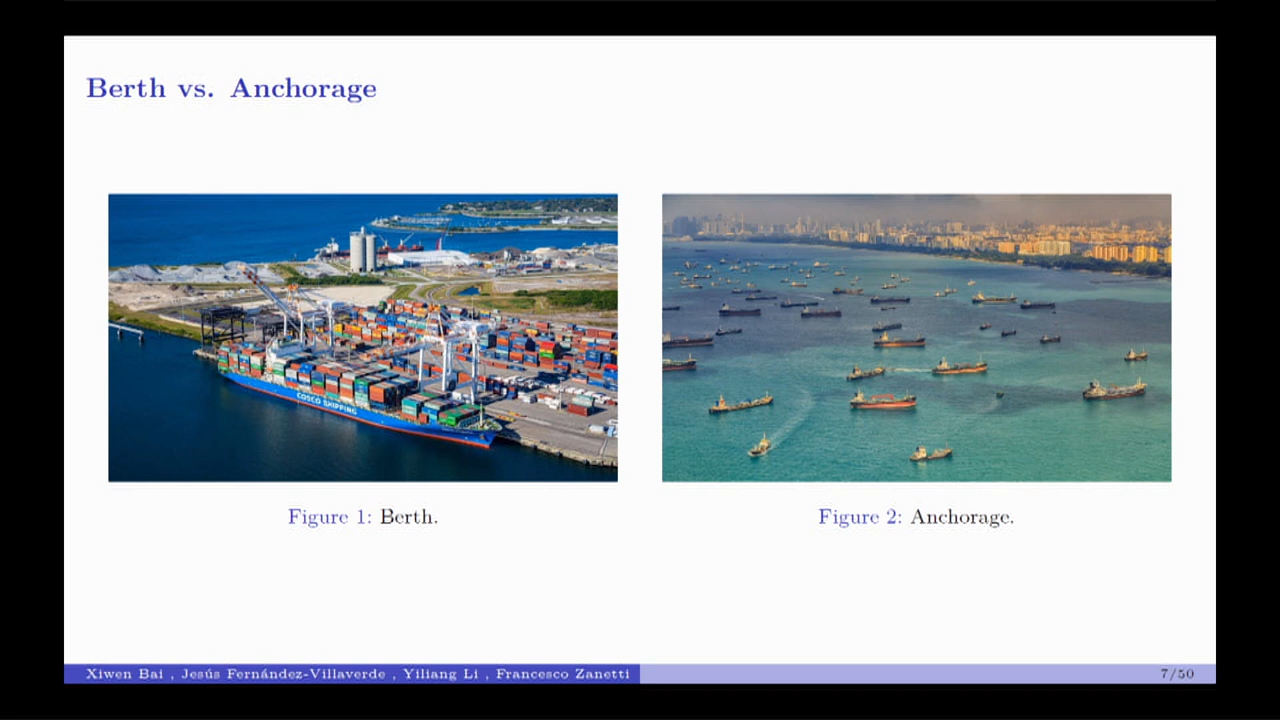 Berth vs. Anchorage
COSCO SHIPPING
Figure 1: Berth.
Figure 2: Anchorage.
Xiwen Bai , Jesús Fernández-Villaverde , Yiliang Li , Francesco Zanetti
7/50